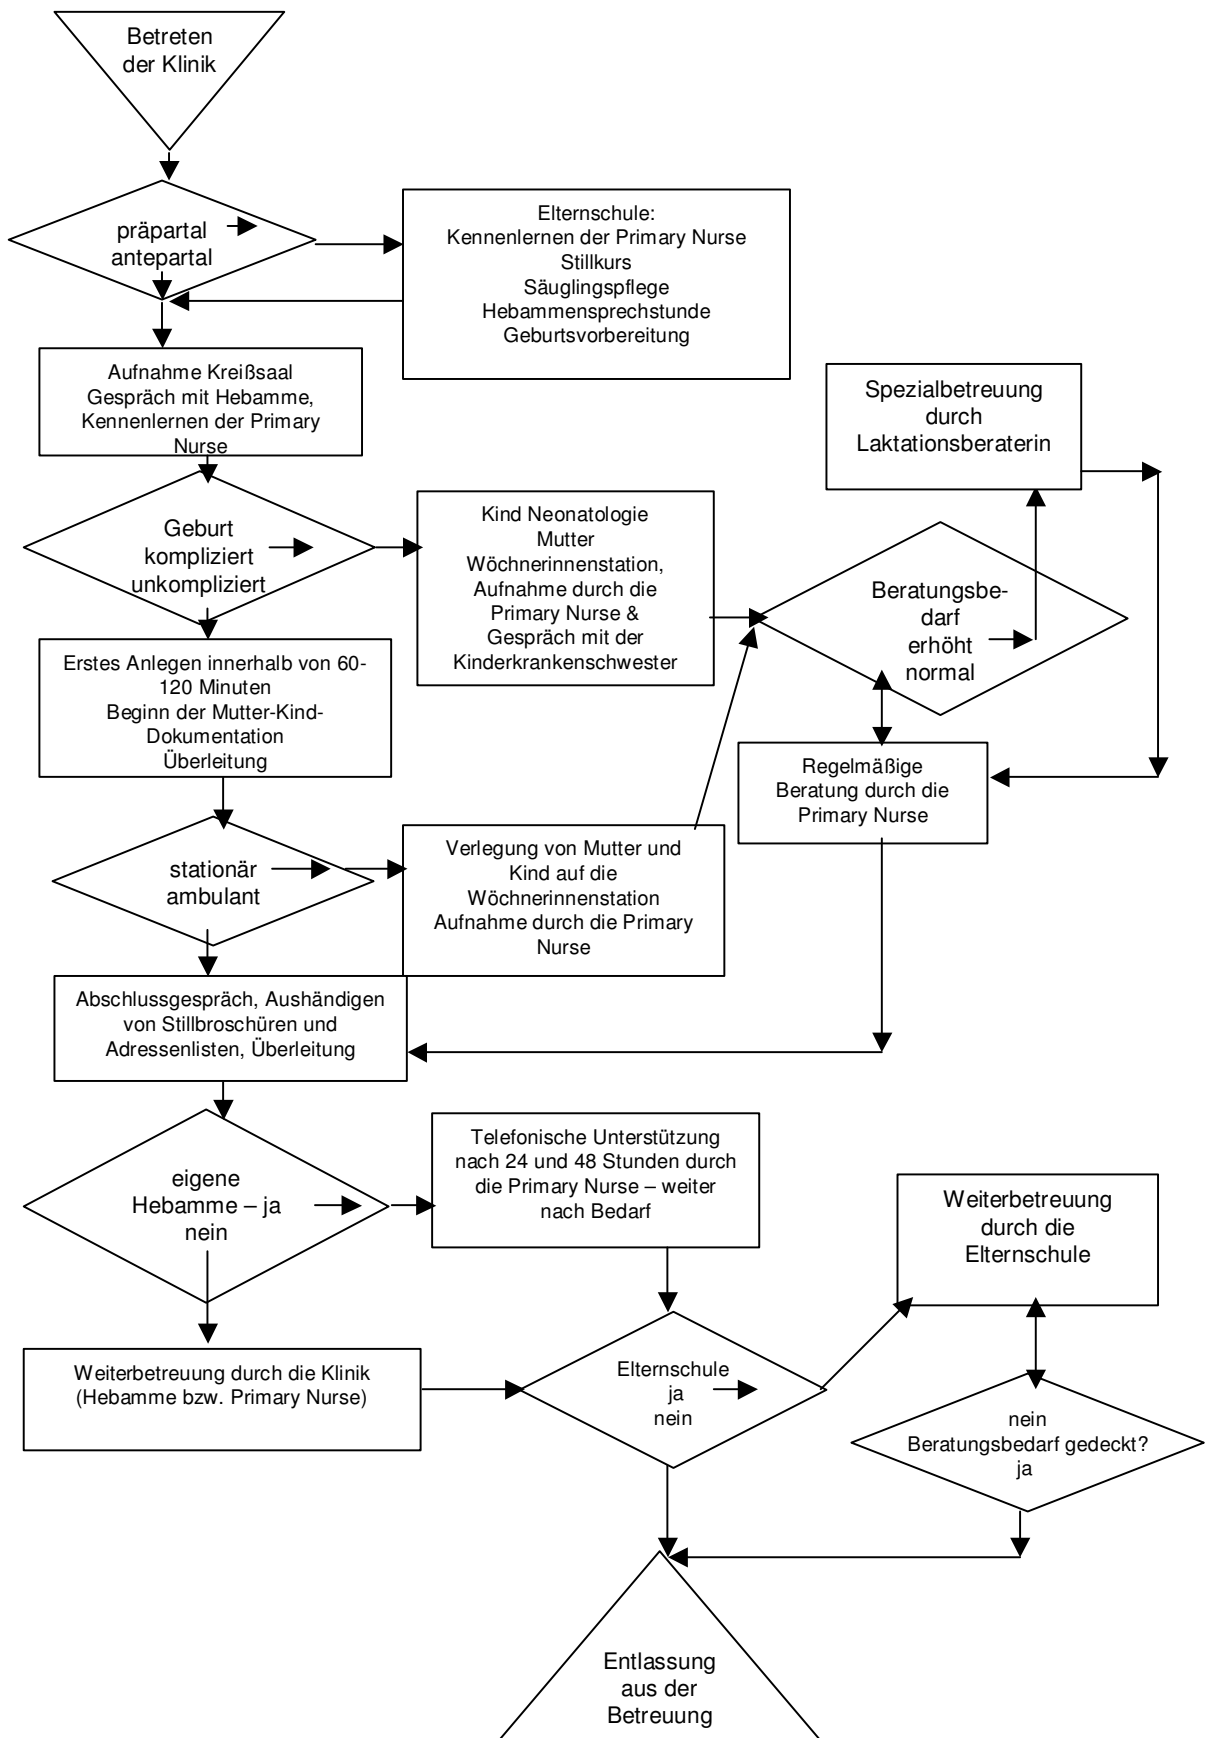 Betreten
der Klinik
präpartal
antepartal
Elternschule:
Kennenlernen der Primary Nurse
Stillkurs
Säuglingspflege
Hebammensprechstunde
Geburtsvorbereitung
Aufnahme Kreißsaal
Gespräch mit Hebamme,
Kennenlernen der Primary
Nurse
Spezialbetreuung
durch
Laktationsberaterin
Geburt
kompliziert
unkompliziert
Kind Neonatologie
Mutter
Wöchnerinnenstation,
Aufnahme durch die
Primary Nurse &
Gespräch mit der
Kinderkrankenschwester
Beratungsbe-
darf
erhöht
normal
Erstes Anlegen innerhalb von 60-
120 Minuten
Beginn der Mutter-Kind-
Dokumentation
Überleitung
Regelmäßige
Beratung durch die
Primary Nurse
stationär
ambulant
Verlegung von Mutter und
Kind auf die
Wöchnerinnenstation
Aufnahme durch die Primary
Nurse
Abschlussgespräch, Aushändigen
von Stillbroschüren und
Adressenlisten, Überleitung
eigene
Hebamme – ja
nein
Telefonische Unterstützung
nach 24 und 48 Stunden durch
die Primary Nurse – weiter
nach Bedarf
Weiterbetreuung
durch die
Elternschule
Weiterbetreuung durch die Klinik
(Hebamme bzw. Primary Nurse)
Elternschule
ja
nein
nein
Beratungsbedarf gedeckt?
ja
Entlassung
aus der
Betreuung